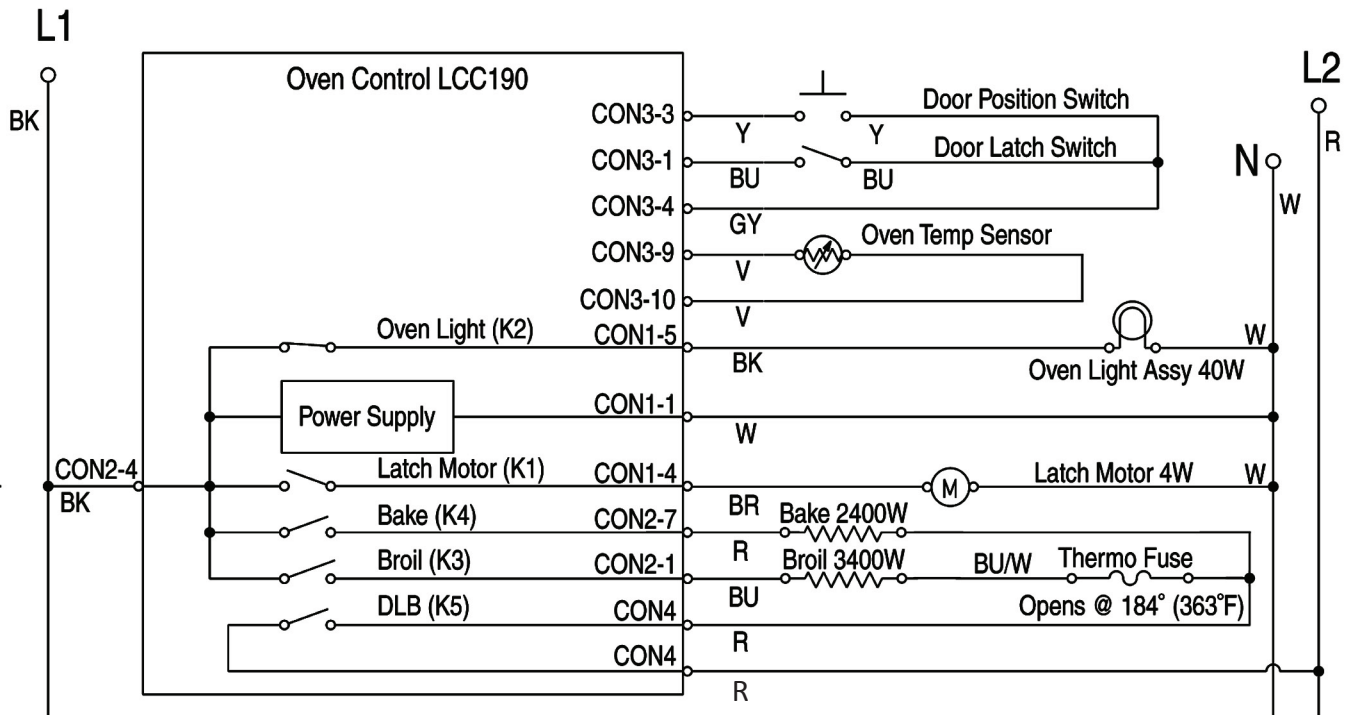 L1
BK
Oven Control LCC190
L2
R
N
W
CON3-3
Y
Y
Door Position Switch
CON3-1
BU
BU
Door Latch Switch
CON3-4
GY
CON3-9
V
Oven Temp Sensor
CON3-10
V
Oven Light (K2)
CON1-5
BK
W
Oven Light Assy 40W
Power Supply
CON1-1
W
CON2-4
BK
Latch Motor (K1)
CON1-4
BR
M
Latch Motor 4W
W
Bake (K4)
CON2-7
R
Bake 2400W
Broil (K3)
CON2-1
BU
Broil 3400W
BU/W
Thermo Fuse
Opens @ 184° (363°F)
DLB (K5)
CON4
R
CON4
R